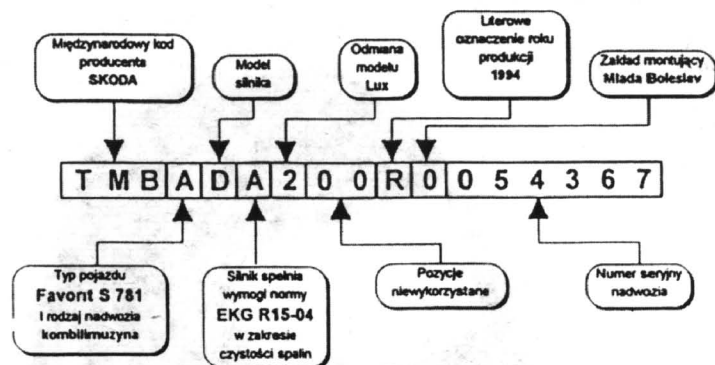 Międzynarodowy kod
producenta
SKODA
Model
silnika
Odmiana
modelu
Lux
Literowe
oznaczenie roku
produkcji
1994
Zakład montujący
Mlada Boleslav
T M B A D A 2 0 0 R 0 0 5 4 3 6 7
Typ pojazdu
Favorit S 781
i rodzaj nadwozia
kombilimuzyna
Silnik spełnia
wymogi normy
EKG R15-04
w zakresie
czystości spalin
Pozycje
niewykorzystane
Numer seryjny
nadwozia